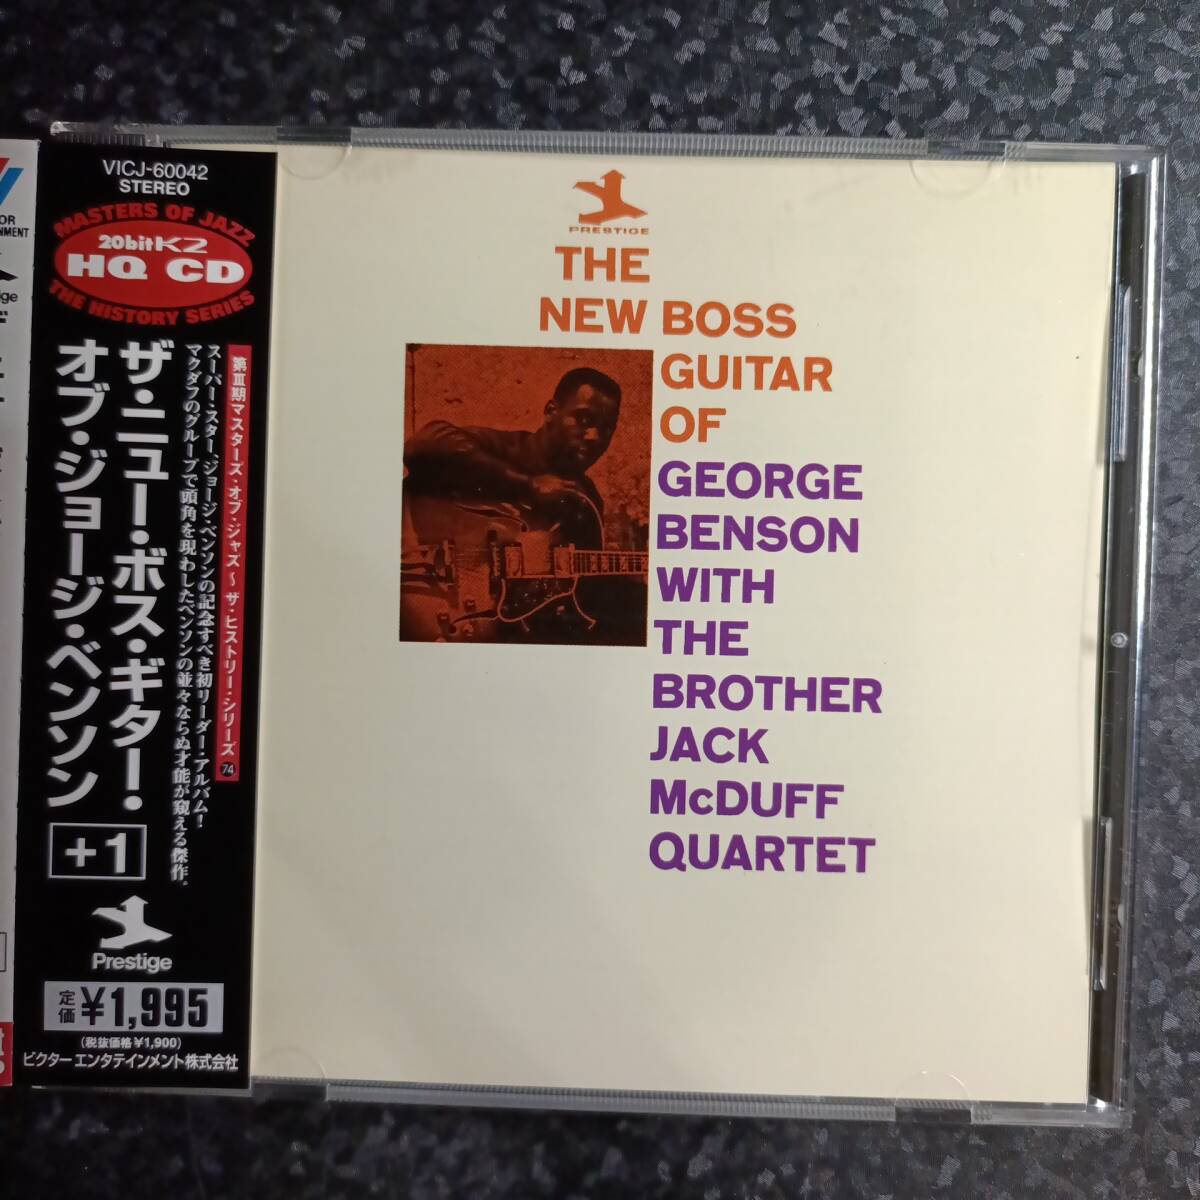 VICJ-60042
STEREO
MASTERS OF JAZZ
20bitK2
HQ CD
THE HISTORY SERIES
第Ⅲ期マスターズ・オブ・ジャズ〜ザ・ヒストリー・シリーズ 74
スーパー・スター、ジョージ・ベンソンの記念すべき初リーダー・アルバム!
マクダフのグループで頭角を現わしたベンソンの並々ならぬ才能が窺える傑作。
ザ・ニュー・ボス・ギター・
オブ・ジョージ・ベンソン
+1
Prestige
定価 ¥1,995
(税抜価格¥1,900)
ビクターエンタテインメント株式会社
PRESTIGE
THE
NEW BOSS
GUITAR
OF
GEORGE
BENSON
WITH
THE
BROTHER
JACK
McDUFF
QUARTET